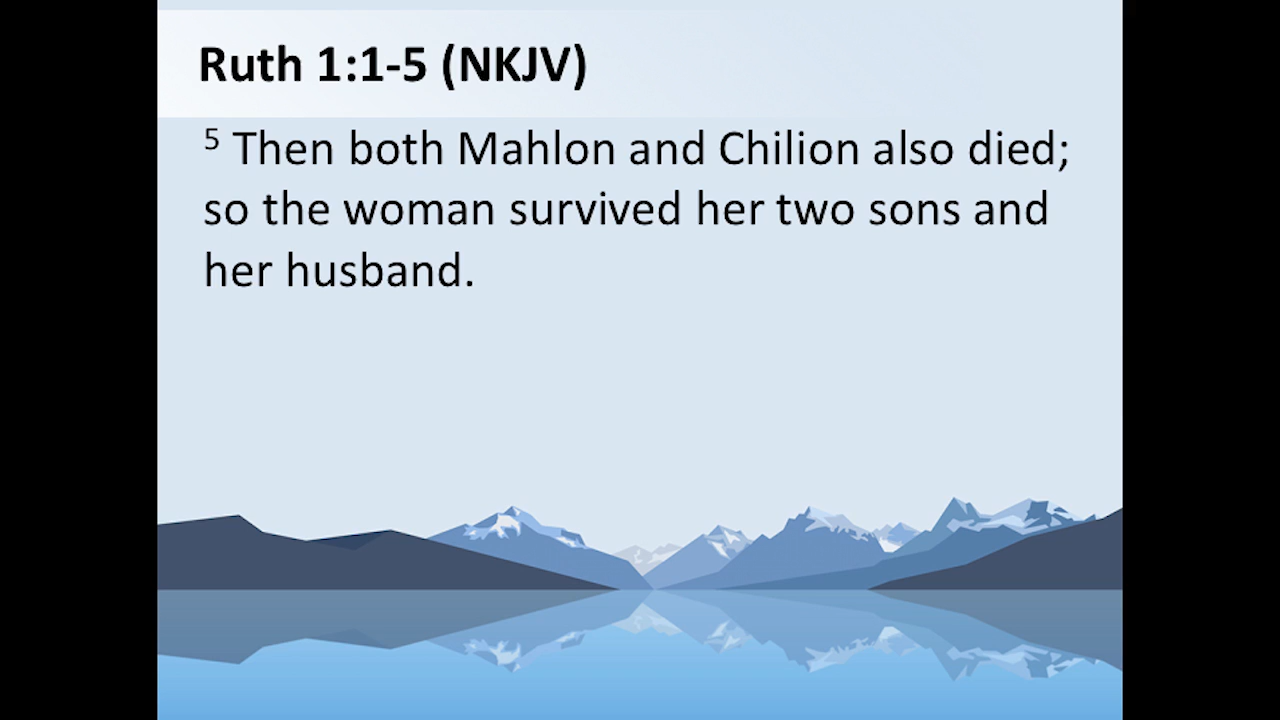 Ruth 1:1-5 (NKJV)
5 Then both Mahlon and Chilion also died;
so the woman survived her two sons and
her husband.